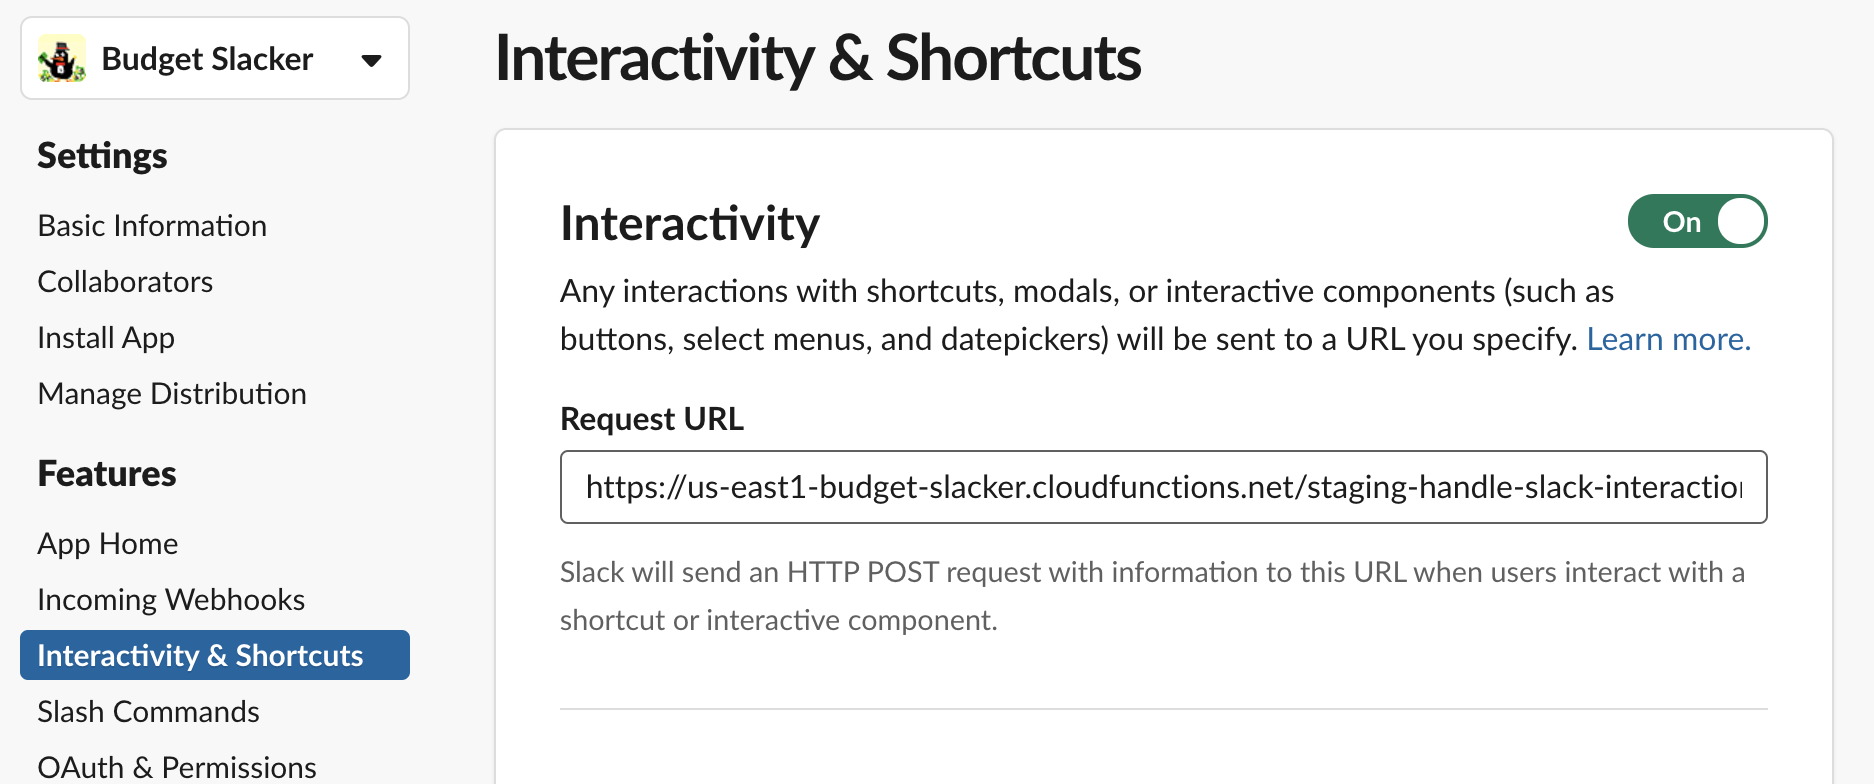 Budget Slacker
Settings
Basic Information
Collaborators
Install App
Manage Distribution
Features
App Home
Incoming Webhooks
Interactivity & Shortcuts
Slash Commands
OAuth & Permissions
Interactivity & Shortcuts
Interactivity
On
Any interactions with shortcuts, modals, or interactive components (such as
buttons, select menus, and datepickers) will be sent to a URL you specify. Learn more.
Request URL
https://us-east1-budget-slacker.cloudfunctions.net/staging-handle-slack-interaction
Slack will send an HTTP POST request with information to this URL when users interact with a
shortcut or interactive component.